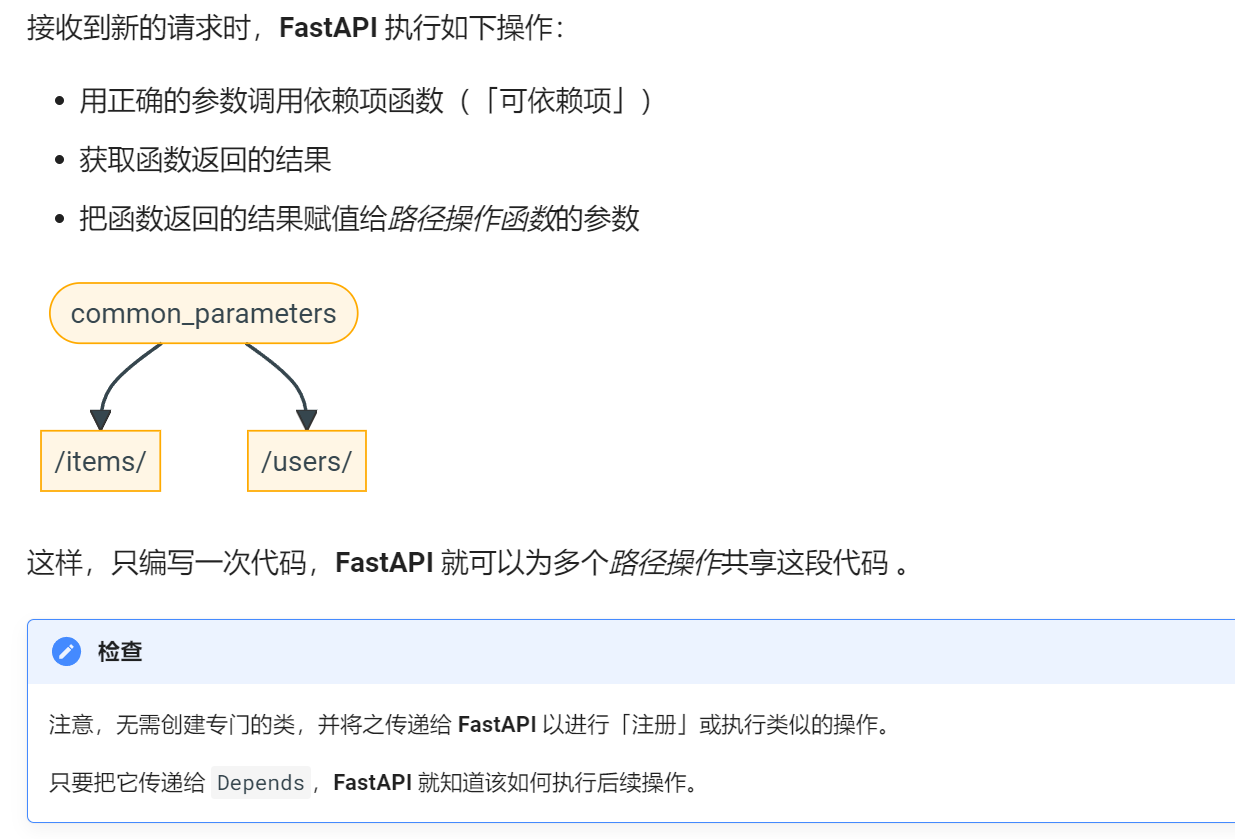 接收到新的请求时，FastAPI 执行如下操作：
用正确的参数调用依赖项函数（「可依赖项」）
获取函数返回的结果
把函数返回的结果赋值给路径操作函数的参数
common_parameters
/items/
/users/
这样，只编写一次代码，FastAPI 就可以为多个路径操作共享这段代码 。
检查
注意，无需创建专门的类，并将之传递给 FastAPI 以进行「注册」或执行类似的操作。
只要把它传递给 Depends，FastAPI 就知道该如何执行后续操作。